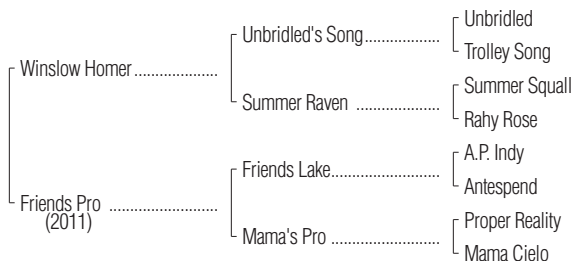 Unbridled
Unbridled's Song
Trolley Song
Winslow Homer
Summer Squall
Summer Raven
Rahy Rose
A.P. Indy
Friends Lake
Antespend
Friends Pro
(2011)
Proper Reality
Mama's Pro
Mama Cielo